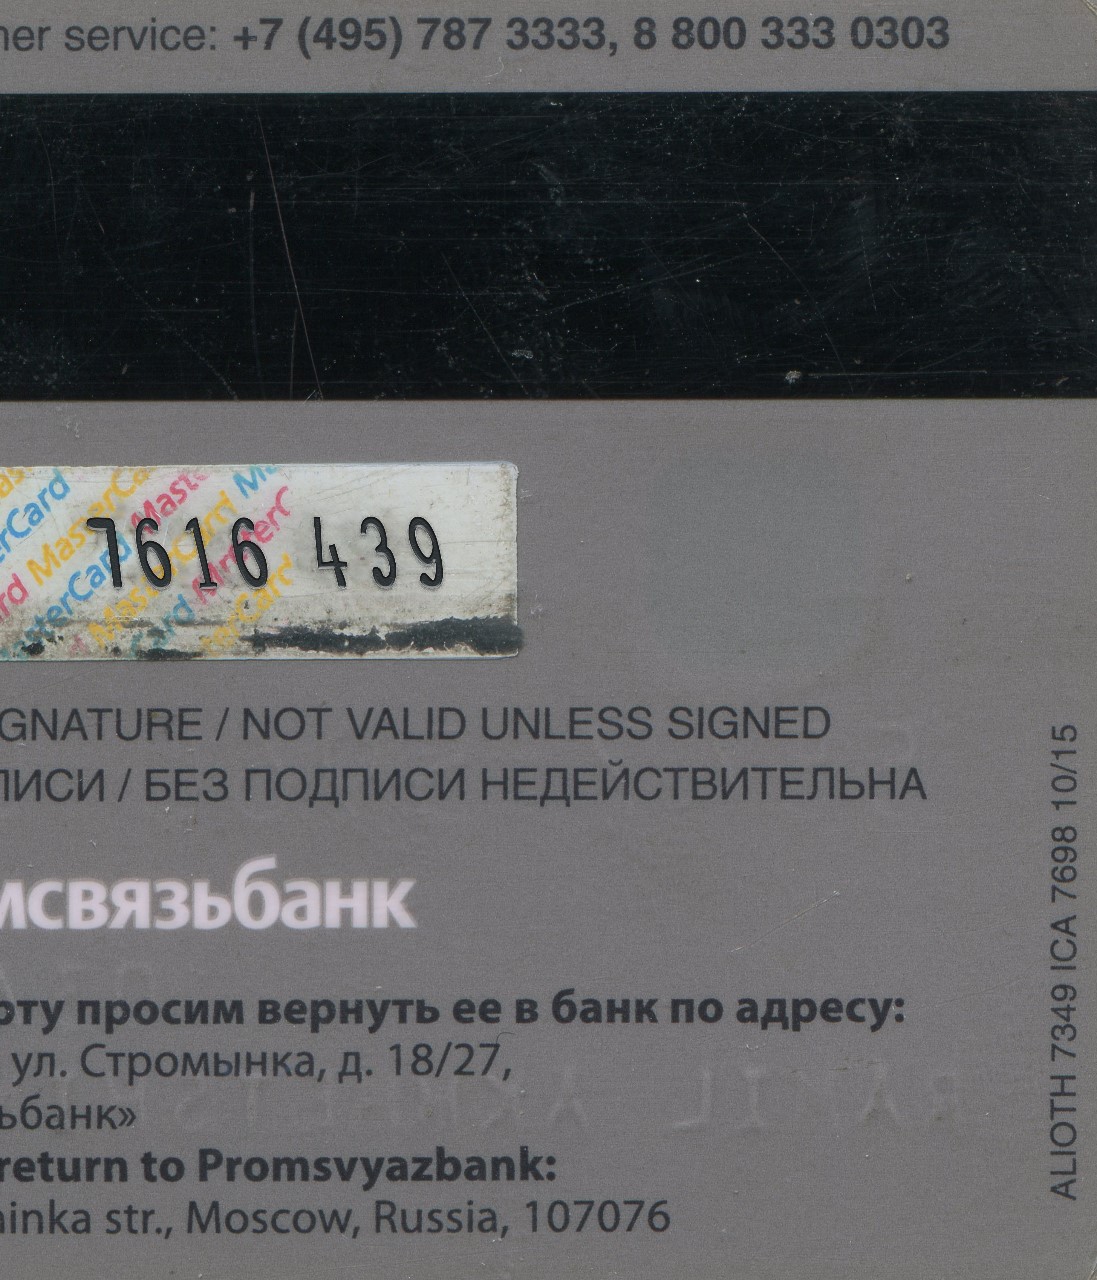 ner service: +7 (495) 787 3333, 8 800 333 0303
MasterCard
7616 439
GNATURE / NOT VALID UNLESS SIGNED
ПИСИ / БЕЗ ПОДПИСИ НЕДЕЙСТВИТЕЛЬНА
мсвязьбанк
оту просим вернуть ее в банк по адресу:
ул. Стромынка, д. 18/27,
ьбанк»
return to Promsvyazbank:
inka str., Moscow, Russia, 107076
ALIOTH 7349 ICA 7698 10/15